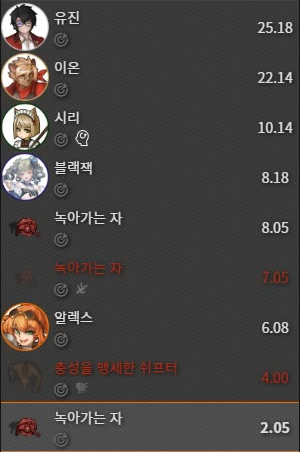 유진
25.18
이온
22.14
시리
10.14
블랙잭
8.18
녹아가는 자
8.05
녹아가는 자
7.05
알렉스
6.08
충성을 맹세한 쉬프터
4.00
녹아가는 자
2.05